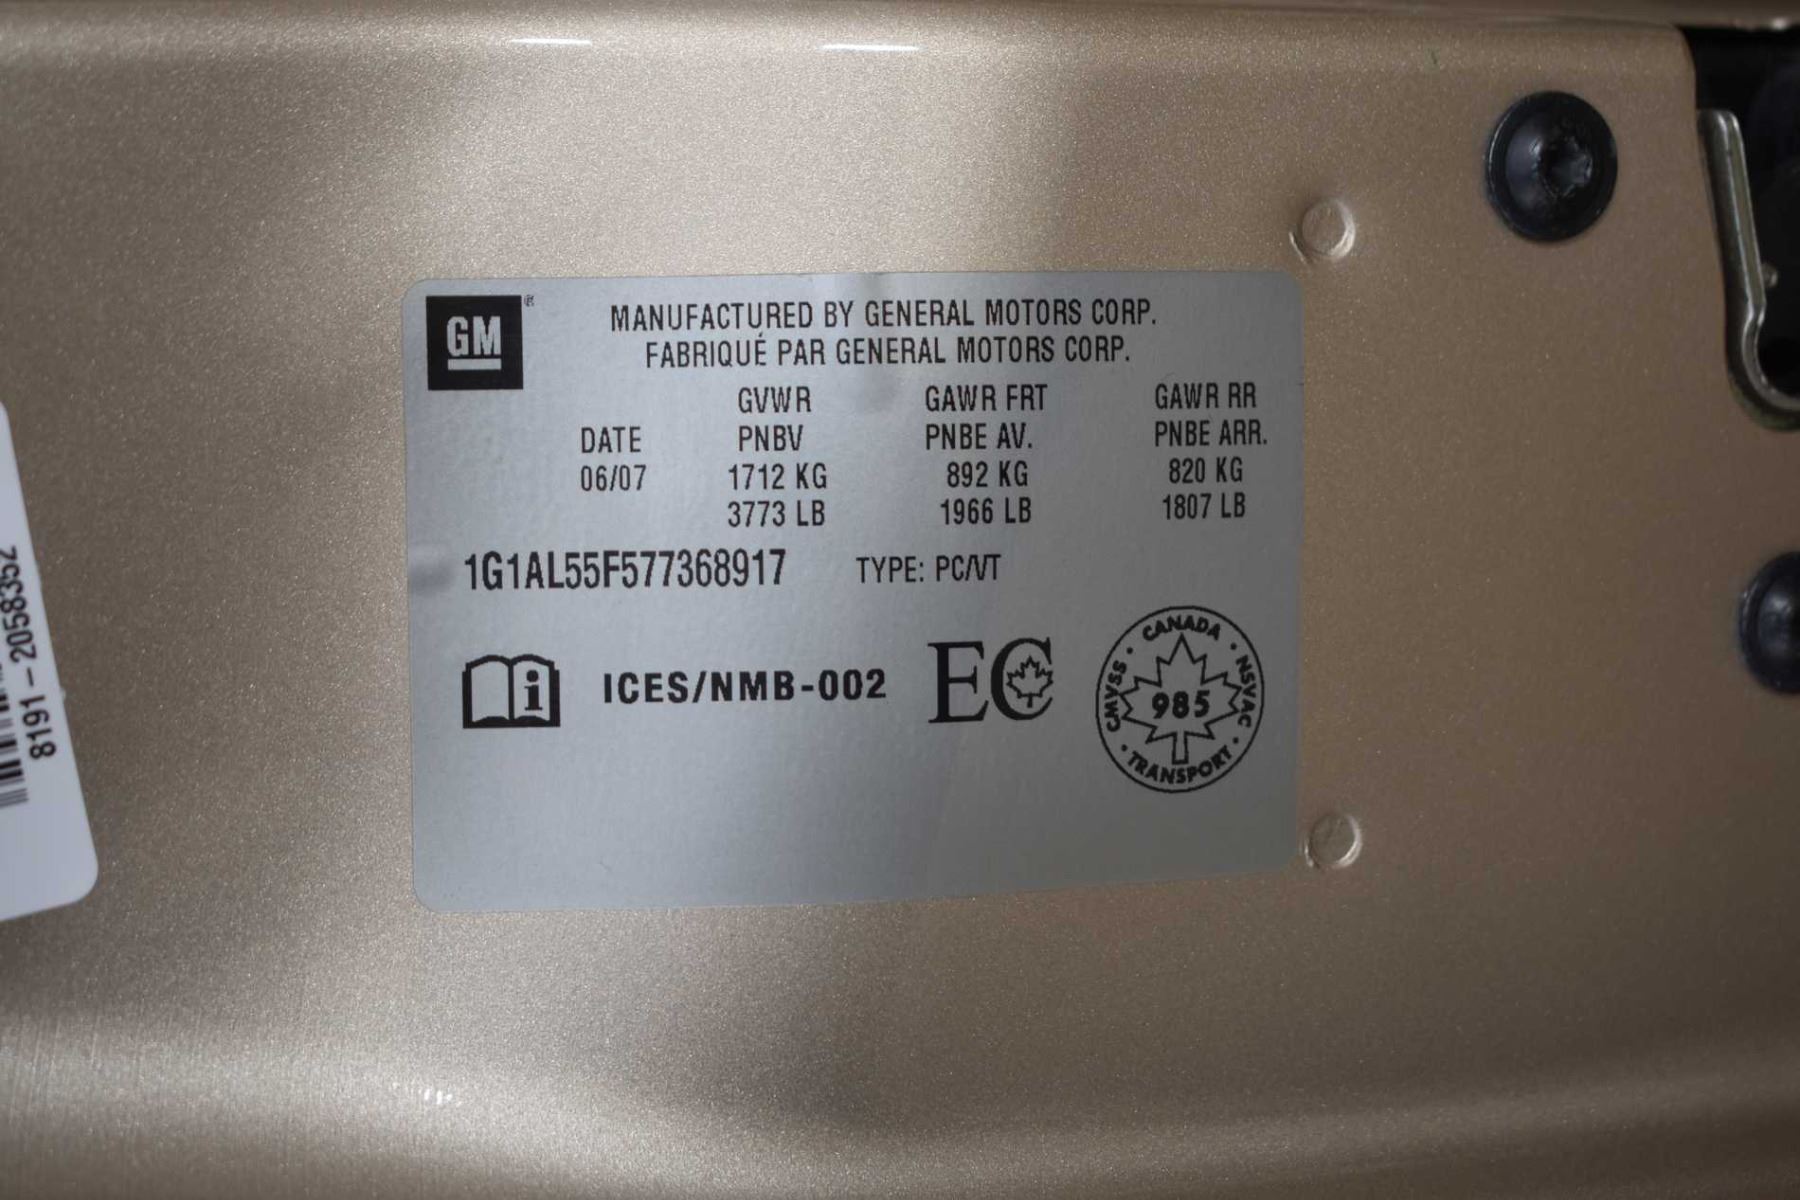 GM®
MANUFACTURED BY GENERAL MOTORS CORP.
FABRIQUÉ PAR GENERAL MOTORS CORP.
GVWR GAWR FRT GAWR RR
DATE PNBV PNBE AV. PNBE ARR.
06/07 1712 KG 892 KG 820 KG
3773 LB 1966 LB 1807 LB
1G1AL55F577368917 TYPE: PC/VT
i ICES/NMB-002 EC
CANADA
CMVSS 985 NSVAC
TRANSPORT
8191-2058352